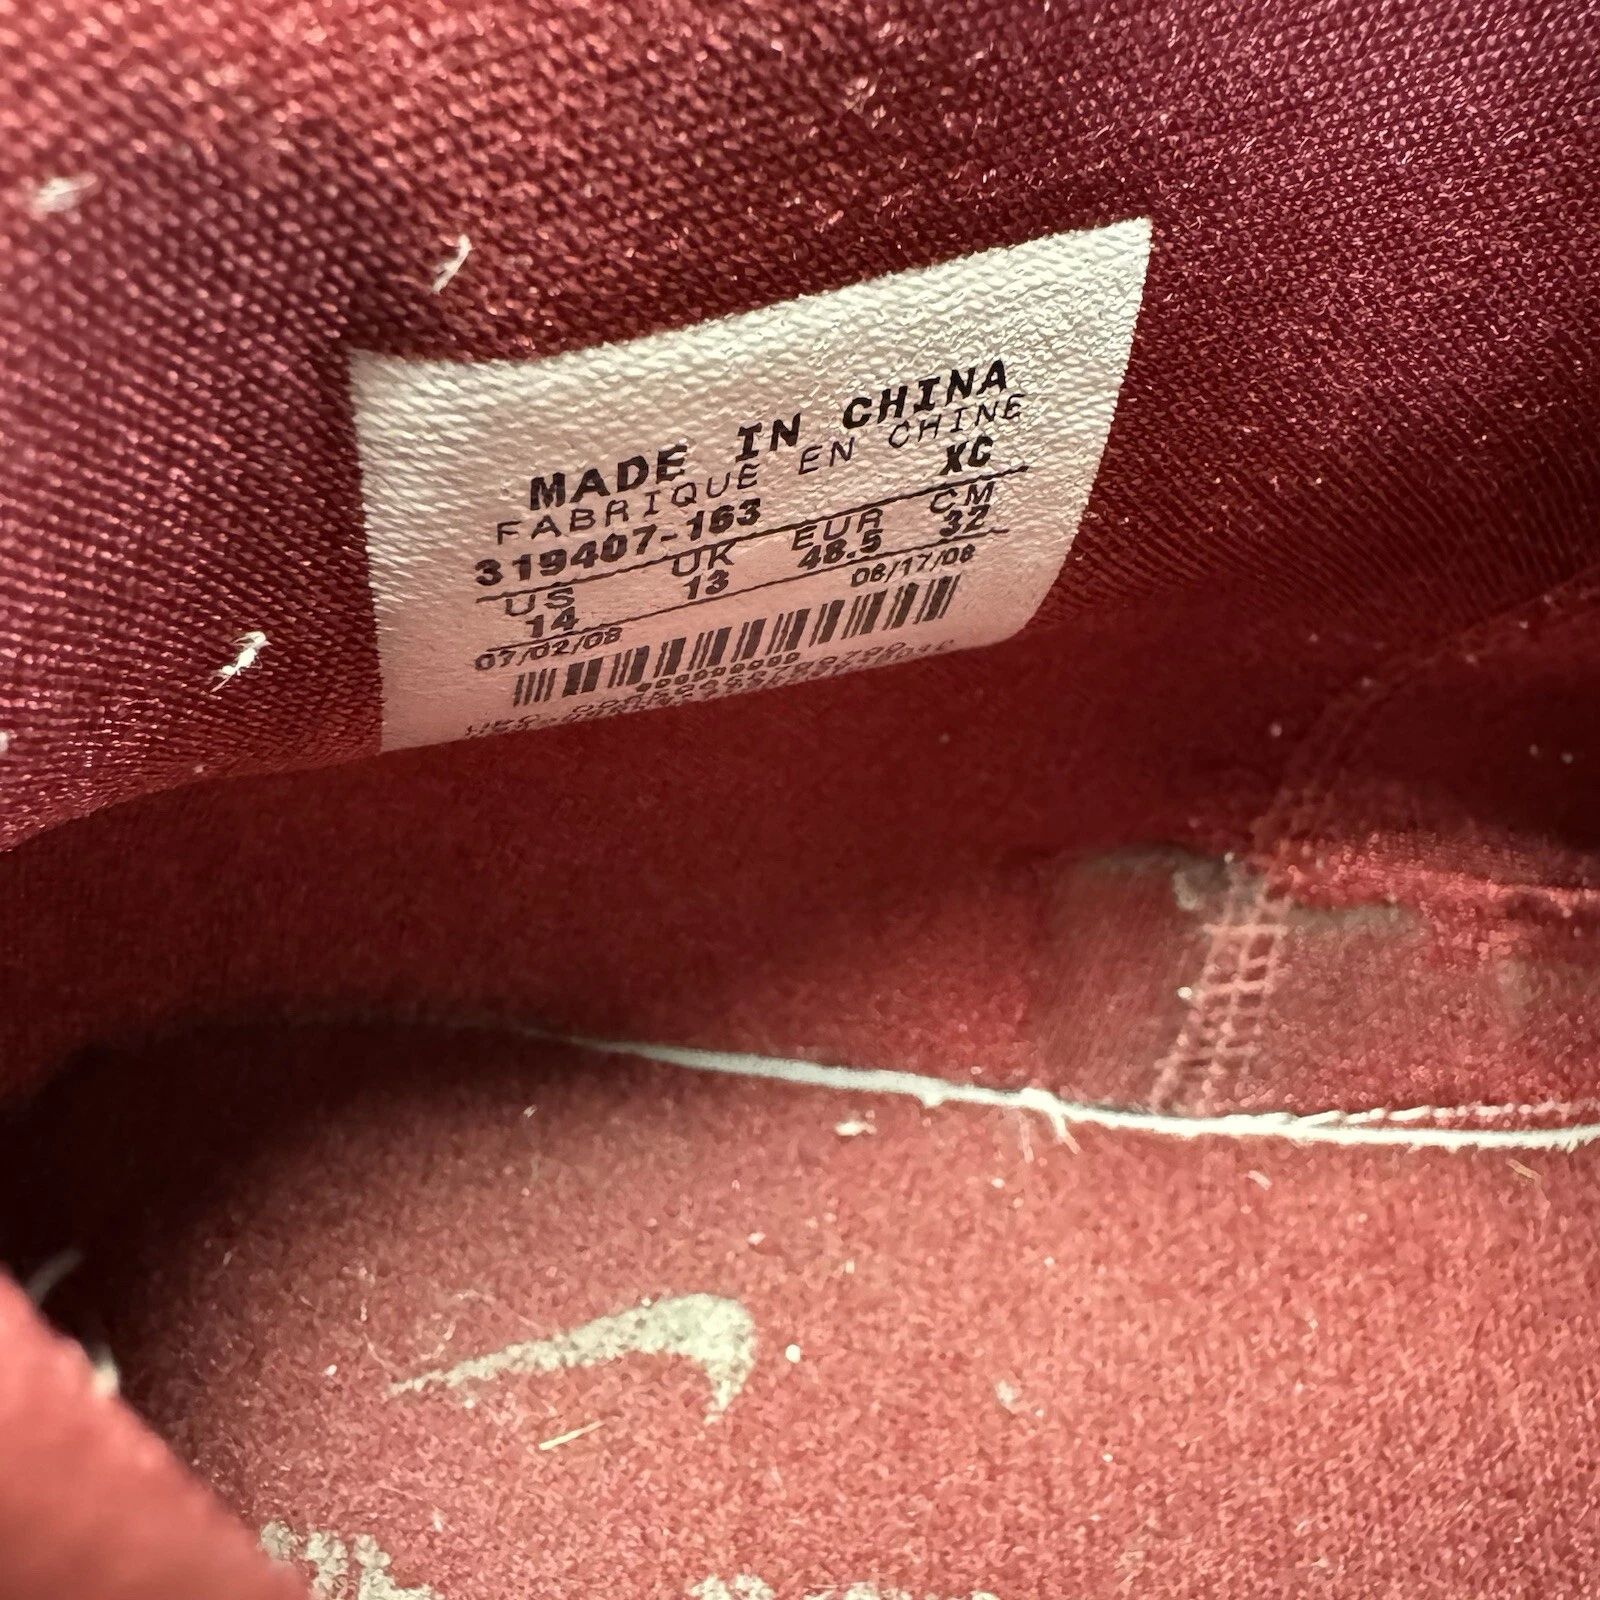 MADE IN CHINA
FABRIQUE EN CHINE
319407-163 XC
US UK EUR CM
14 13 48.5 32
07/02/08 06/17/08